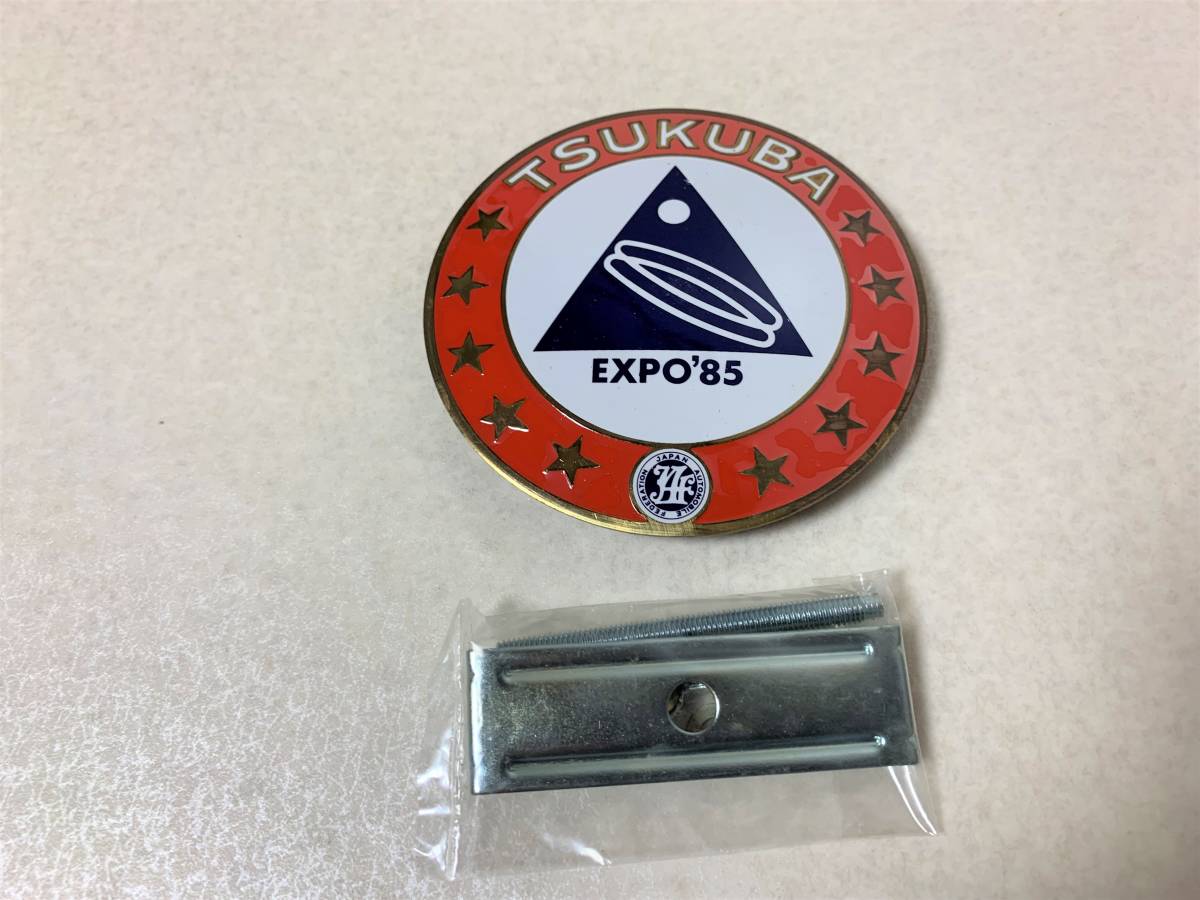 TSUKUBA
EXPO'85
JAPAN AUTOMOBILE FEDERATION
JAF